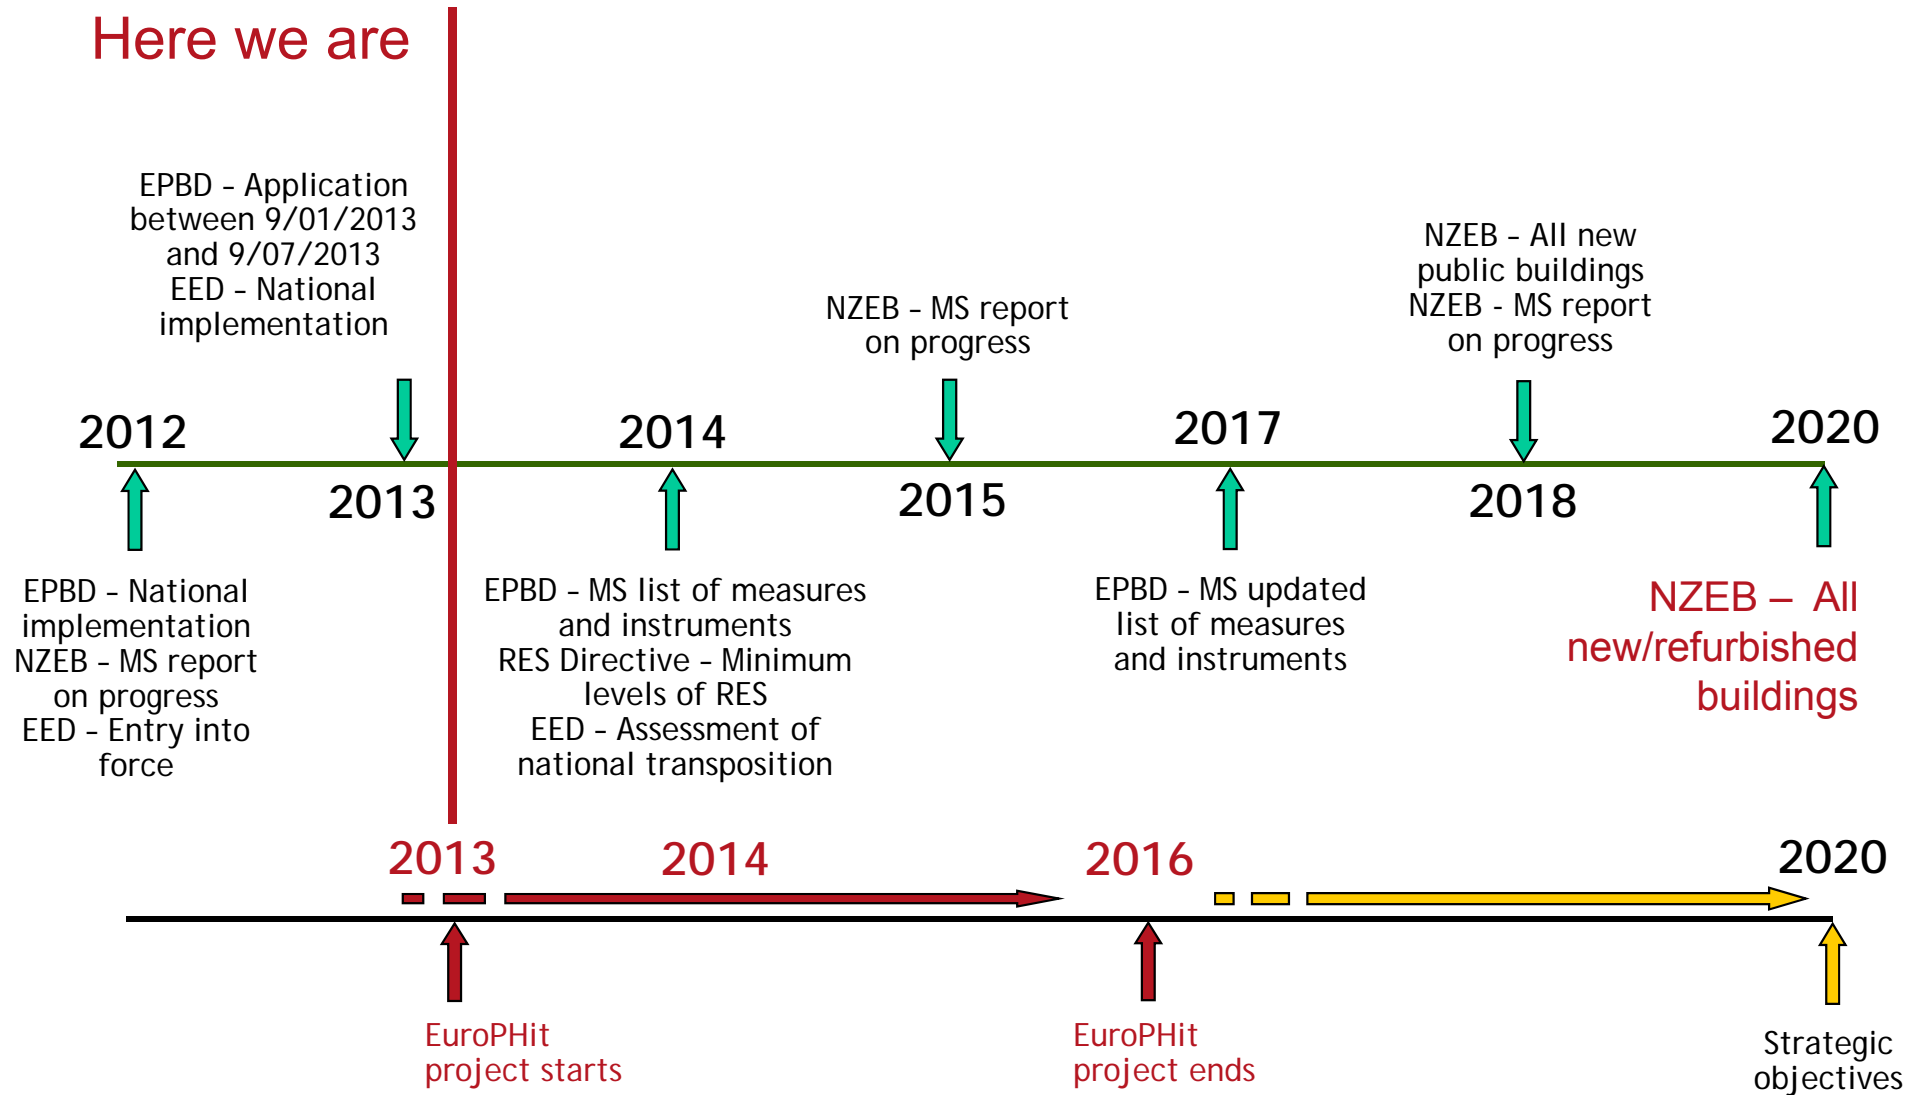 Here we are
EPBD – Application
between 9/01/2013
and 9/07/2013
EED – National
implementation
NZEB – MS report
on progress
NZEB – All new
public buildings
NZEB - MS report
on progress
2012
2014
2017
2020
2013
2015
2018
EPBD – National
implementation
NZEB – MS report
on progress
EED – Entry into
force
EPBD – MS list of measures
and instruments
RES Directive – Minimum
levels of RES
EED – Assessment of
national transposition
EPBD – MS updated
list of measures
and instruments
NZEB – All
new/refurbished
buildings
2013
2014
2016
2020
EuroPHit
project starts
EuroPHit
project ends
Strategic
objectives